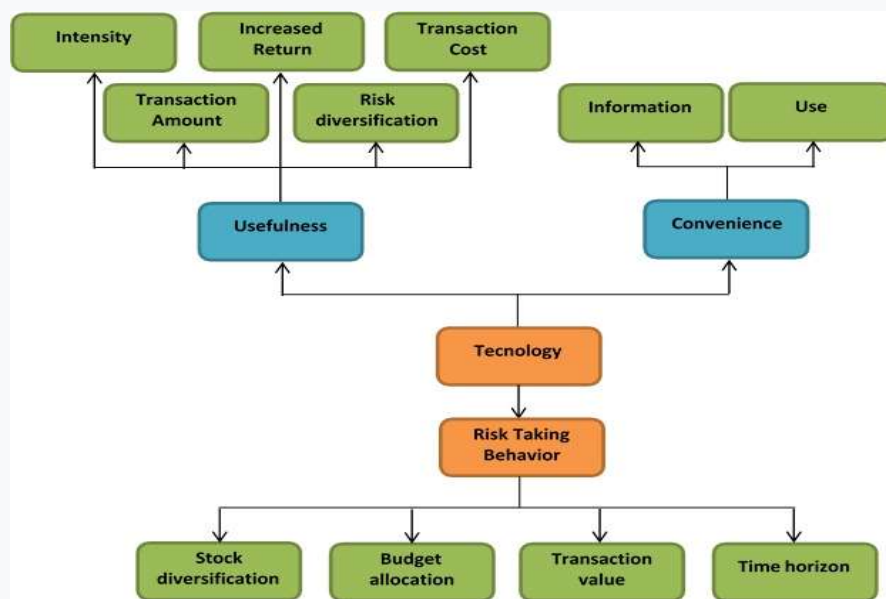 Intensity
Increased
Return
Transaction
Cost
Transaction
Amount
Risk
diversification
Information
Use
Usefulness
Convenience
Tecnology
Risk Taking
Behavior
Stock
diversification
Budget
allocation
Transaction
value
Time horizon